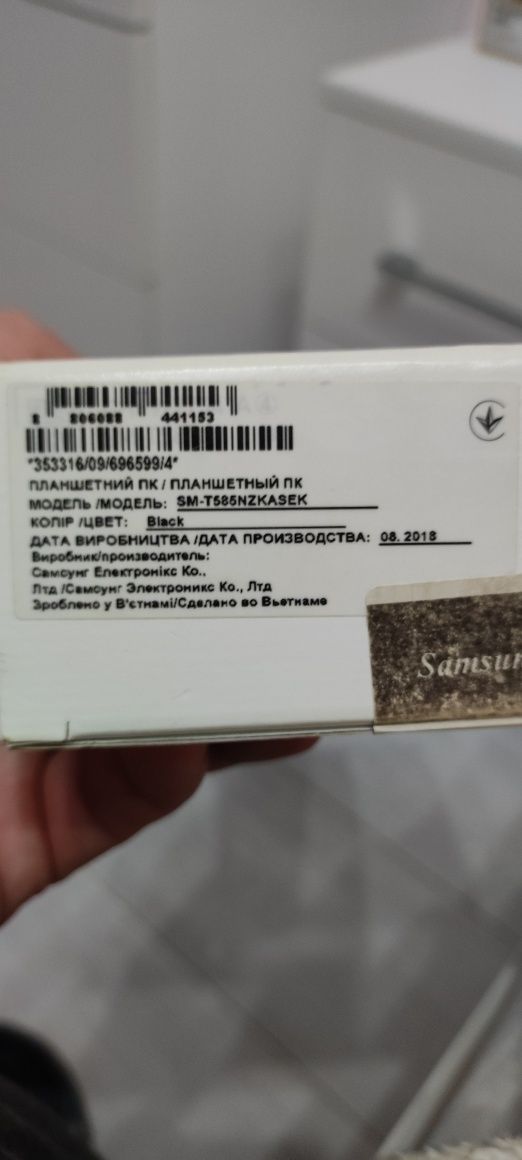 8 806088 441153
*353316/09/696599/4*
ПЛАНШЕТНИЙ ПК / ПЛАНШЕТНЫЙ ПК
МОДЕЛЬ /МОДЕЛЬ: SM-T585NZKASEK
КОЛІР /ЦВЕТ: Black
ДАТА ВИРОБНИЦТВА /ДАТА ПРОИЗВОДСТВА: 08. 2018
Виробник/производитель:
Самсунг Електронікс Ко.,
Лтд /Самсунг Электроникс Ко., Лтд
Зроблено у В'єтнамі/Сделано во Вьетнаме
Samsun